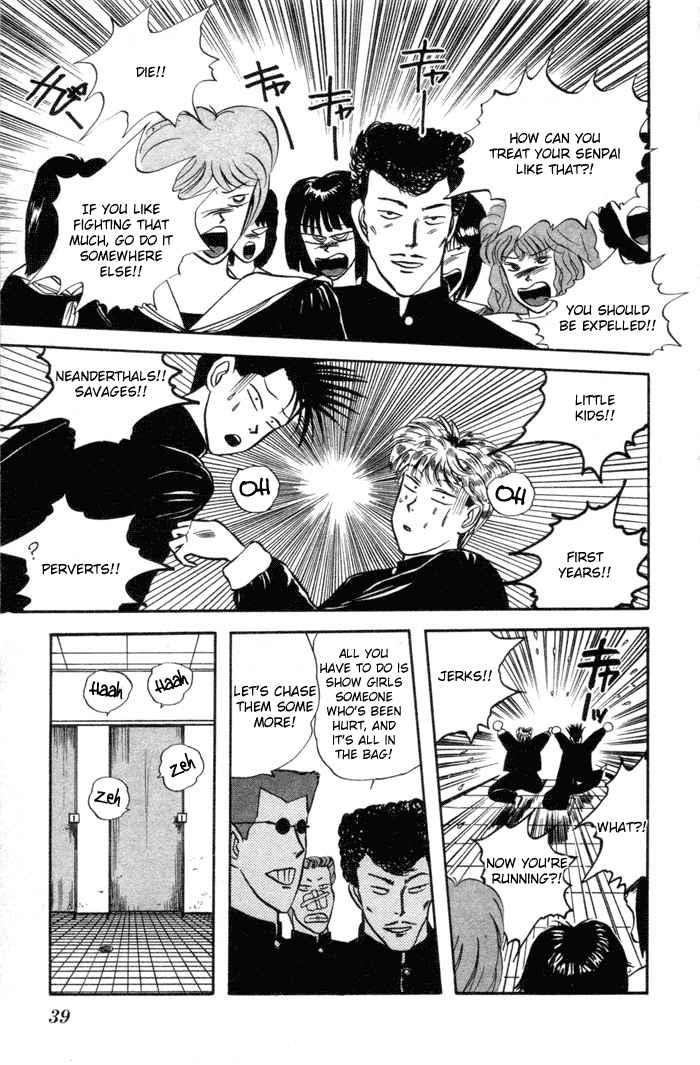 HOW CAN YOU
TREAT YOUR SENPAI
LIKE THAT?!
YOU SHOULD
BE EXPELLED!!
キャー
キャー
DIE!!
IF YOU LIKE
FIGHTING THAT
MUCH, GO DO IT
SOMEWHERE
ELSE!!
LITTLE
KIDS!!
OH
FIRST
YEARS!!
NEANDERTHALS!!
SAVAGES!!
OH
?
PERVERTS!!
JERKS!!
キャー
WHAT?!
NOW YOU'RE
RUNNING?!
ALL YOU
HAVE TO DO IS
SHOW GIRLS
SOMEONE
WHO'S BEEN
HURT, AND
IT'S ALL IN
THE BAG!
LET'S CHASE
THEM SOME
MORE!
Haah
Haah
Zeh
Zeh
39